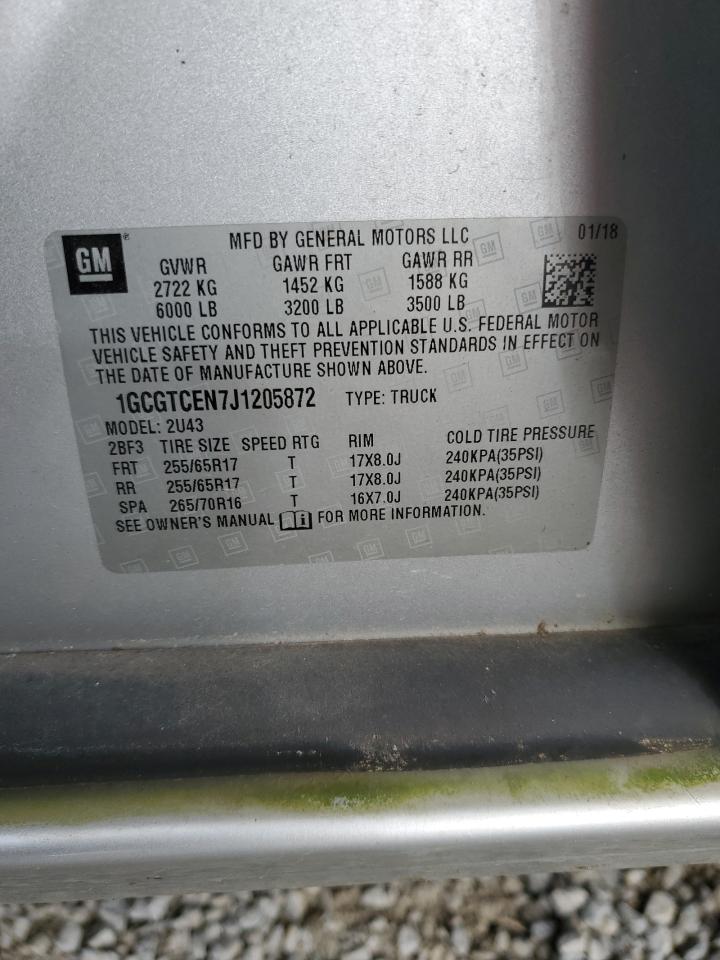 GM ® MFD BY GENERAL MOTORS LLC 01/18
GVWR GAWR FRT GAWR RR
2722 KG 1452 KG 1588 KG
6000 LB 3200 LB 3500 LB
THIS VEHICLE CONFORMS TO ALL APPLICABLE U.S. FEDERAL MOTOR
VEHICLE SAFETY AND THEFT PREVENTION STANDARDS IN EFFECT ON
THE DATE OF MANUFACTURE SHOWN ABOVE.
1GCGTCEN7J1205872 TYPE: TRUCK
MODEL: 2U43
2BF3 TIRE SIZE SPEED RTG RIM COLD TIRE PRESSURE
FRT 255/65R17 T 17X8.0J 240KPA(35PSI)
RR 255/65R17 T 17X8.0J 240KPA(35PSI)
SPA 265/70R16 T 16X7.0J 240KPA(35PSI)
SEE OWNER'S MANUAL FOR MORE INFORMATION.